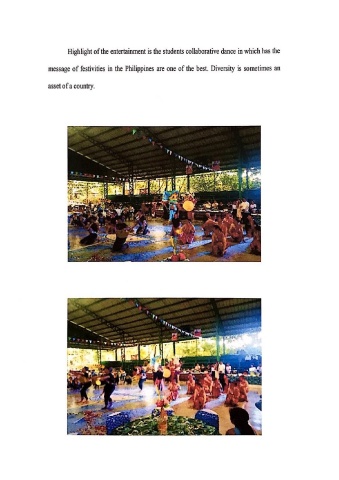 Highlight of the entertainment is the students collaborative dance in which has the
message of festivities in the Philippines are one of the best. Diversity is sometimes an
asset of a country.